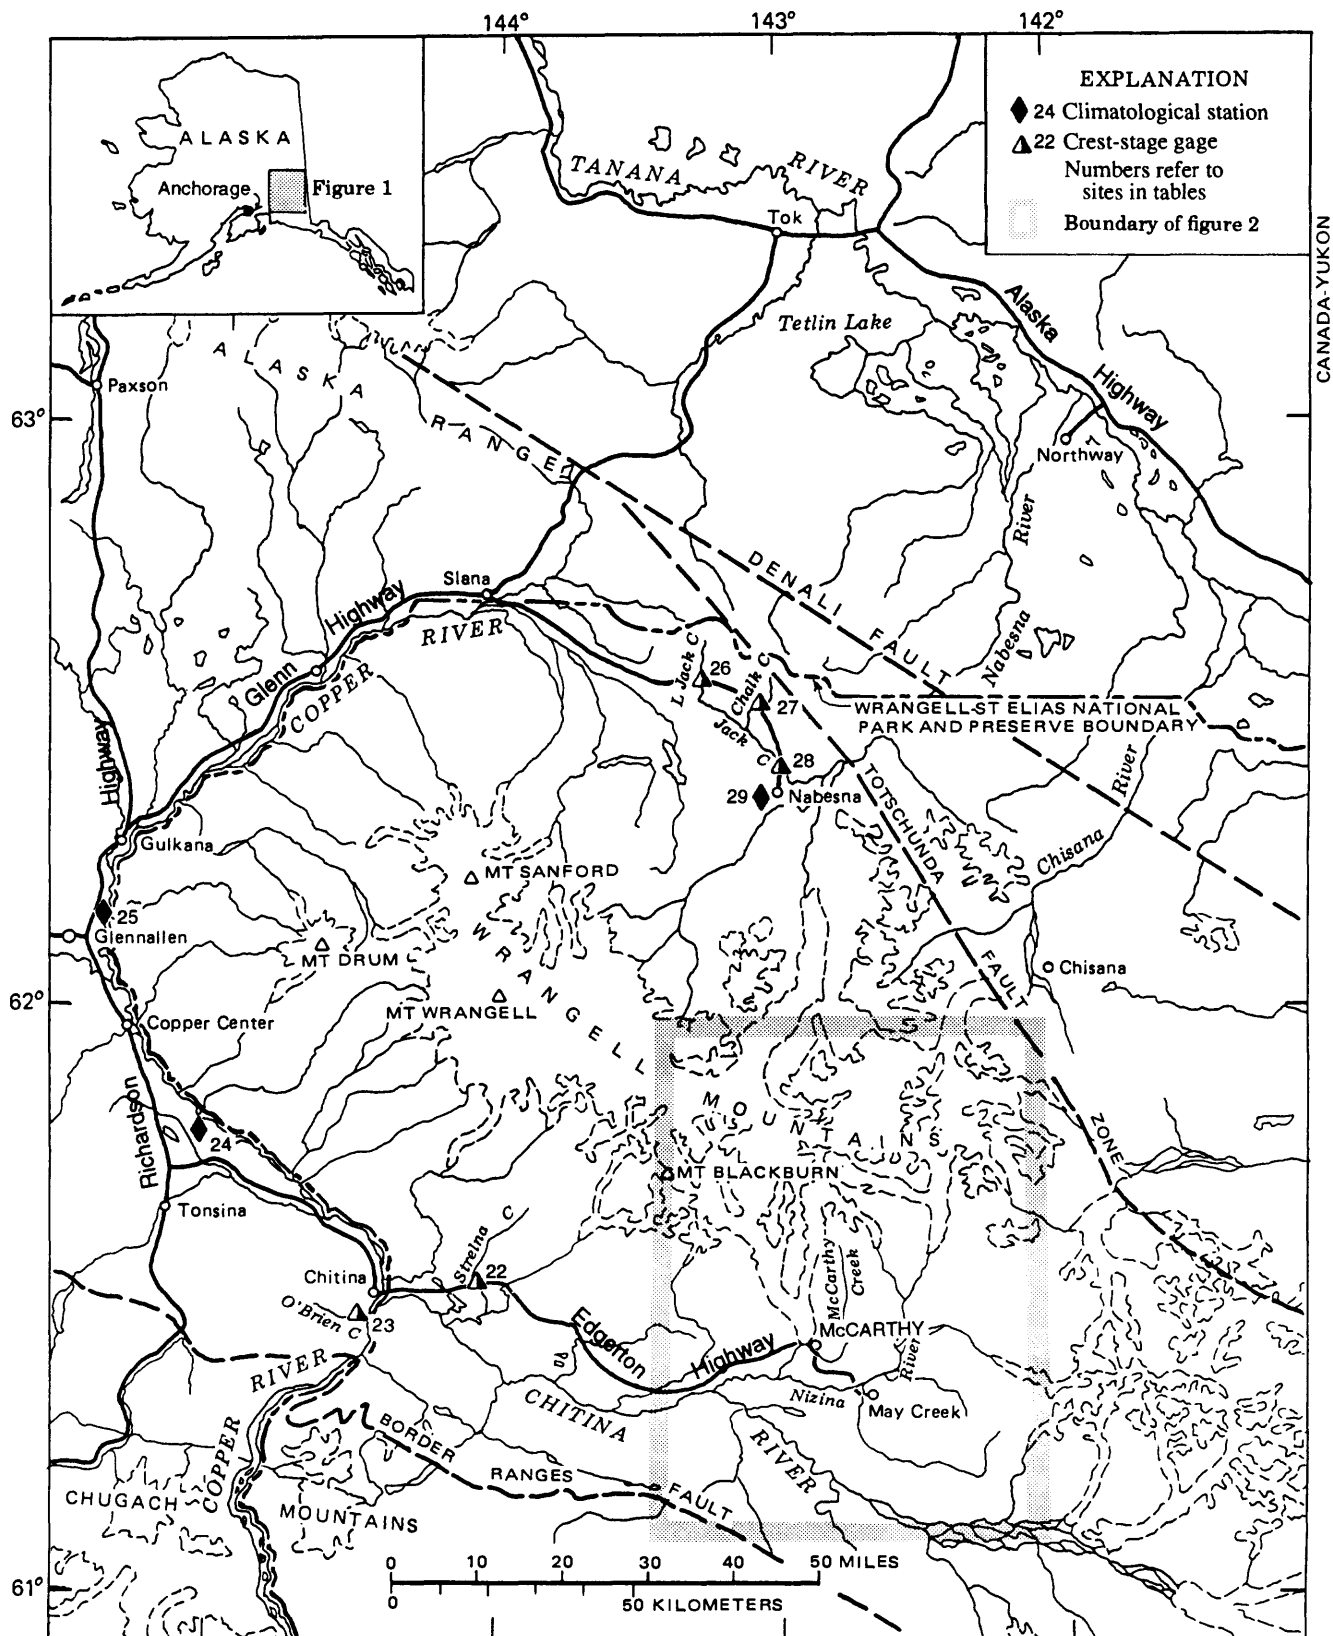 144°
143°
142°
ALASKA
Anchorage
Figure 1
EXPLANATION
24 Climatological station
22 Crest-stage gage
Numbers refer to
sites in tables
Boundary of figure 2
CANADA-YUKON
TANANA RIVER
Tok
Alaska
Highway
Tetlin Lake
ALASKA
RANGE
Paxson
63°
Northway
River
Nabesna
DENALI FAULT
Slana
Glenn Highway
COPPER RIVER
L Jack C
26
Chalk C
27
Jack C
28
29
Nabesna
WRANGELL-ST ELIAS NATIONAL
PARK AND PRESERVE BOUNDARY
Highway
Gulkana
TOTSCHUNDA
FAULT
ZONE
Chisana River
MT SANFORD
25
Glennallen
MT DRUM
WRANGELL
Chisana
62°
MT WRANGELL
Copper Center
Richardson
24
MOUNTAINS
MT BLACKBURN
Tonsina
Strelna C
22
Chitina
O'Brien C
23
McCarthy
Creek
McCARTHY
Edgerton
Highway
RIVER
COPPER
CHITINA
RIVER
Nizina
River
May Creek
BORDER
RANGES
FAULT
CHUGACH
MOUNTAINS
61°
0 10 20 30 40 50 MILES
0 50 KILOMETERS